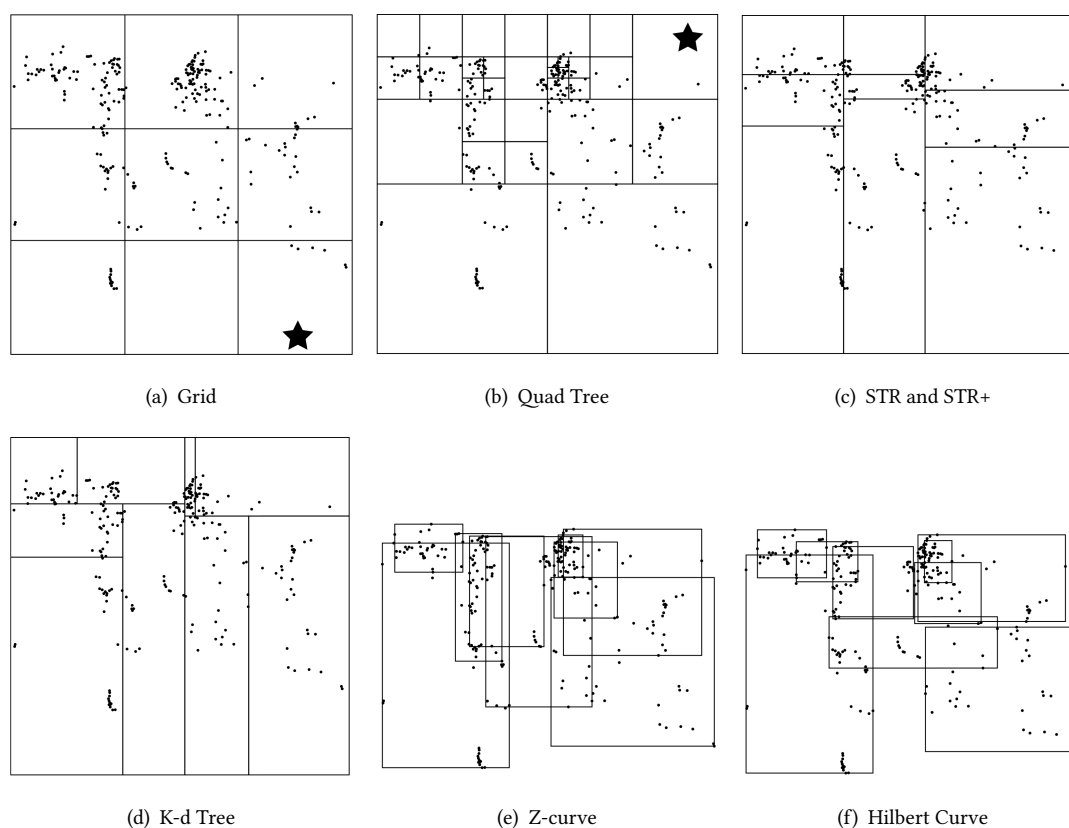 (a) Grid
(b) Quad Tree
(c) STR and STR+
(d) K-d Tree
(e) Z-curve
(f) Hilbert Curve